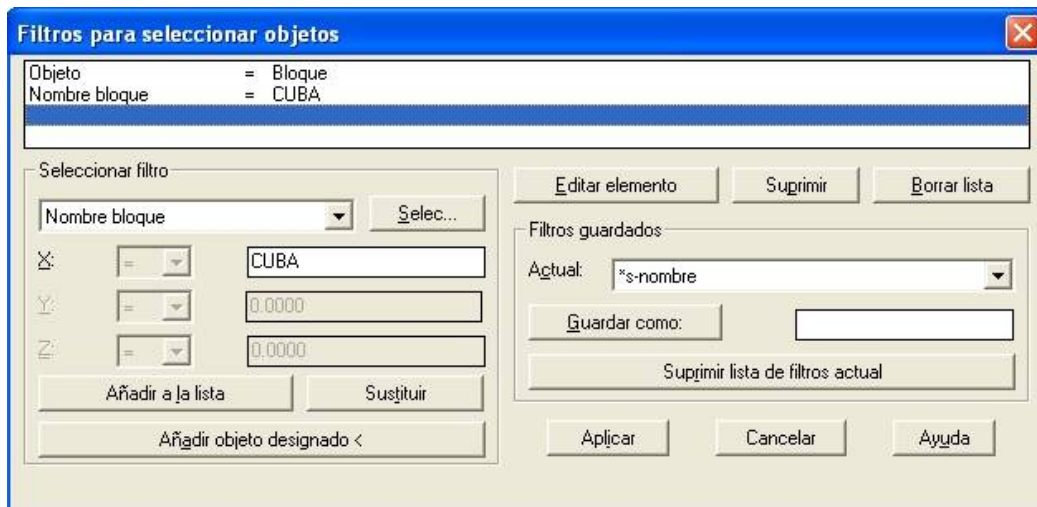 Filtros para seleccionar objetos
Objeto = Bloque
Nombre bloque = CUBA
Seleccionar filtro
Nombre bloque Selec...
X: = CUBA
Y: = 0.0000
Z: = 0.0000
Añadir a la lista Sustituir
Añadir objeto designado <
Editar elemento Suprimir Borrar lista
Filtros guardados
Actual: *s-nombre
Guardar como:
Suprimir lista de filtros actual
Aplicar Cancelar Ayuda